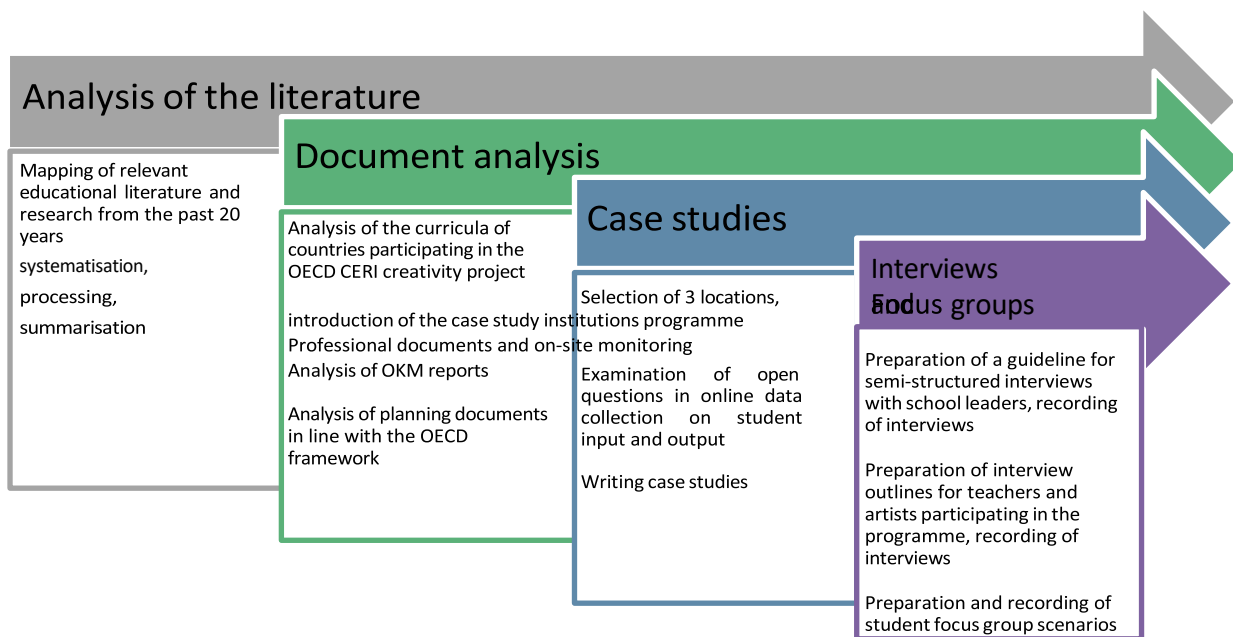 Analysis of the literature
Mapping of relevant
educational literature and
research from the past 20
years
systematisation,
processing,
summarisation
Document analysis
Analysis of the curricula of
countries participating in the
OECD CERI creativity project
introduction of the case study institutions programme
Professional documents and on-site monitoring
Analysis of OKM reports
Analysis of planning documents
in line with the OECD
framework
Case studies
Selection of 3 locations,
Examination of open
questions in online data
collection on student
input and output
Writing case studies
Interviews
and
Focus groups
Preparation of a guideline for
semi-structured interviews
with school leaders, recording
of interviews
Preparation of interview
outlines for teachers and
artists participating in the
programme, recording of
interviews
Preparation and recording of
student focus group scenarios